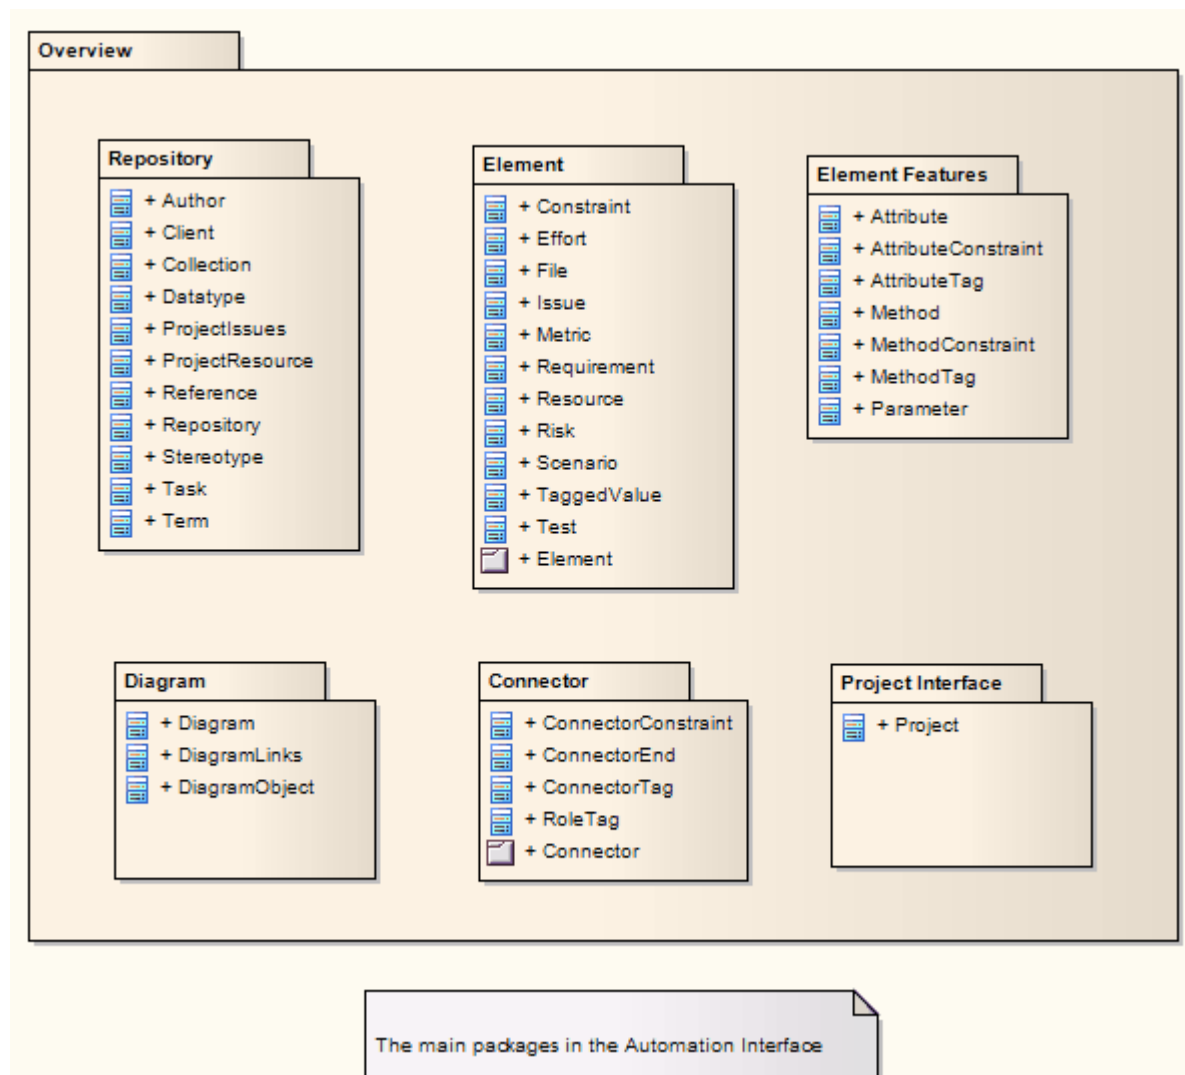 Overview
Repository
+ Author
+ Client
+ Collection
+ Datatype
+ ProjectIssues
+ ProjectResource
+ Reference
+ Repository
+ Stereotype
+ Task
+ Term
Element
+ Constraint
+ Effort
+ File
+ Issue
+ Metric
+ Requirement
+ Resource
+ Risk
+ Scenario
+ TaggedValue
+ Test
+ Element
Element Features
+ Attribute
+ AttributeConstraint
+ AttributeTag
+ Method
+ MethodConstraint
+ MethodTag
+ Parameter
Diagram
+ Diagram
+ DiagramLinks
+ DiagramObject
Connector
+ ConnectorConstraint
+ ConnectorEnd
+ ConnectorTag
+ RoleTag
+ Connector
Project Interface
+ Project
The main packages in the Automation Interface